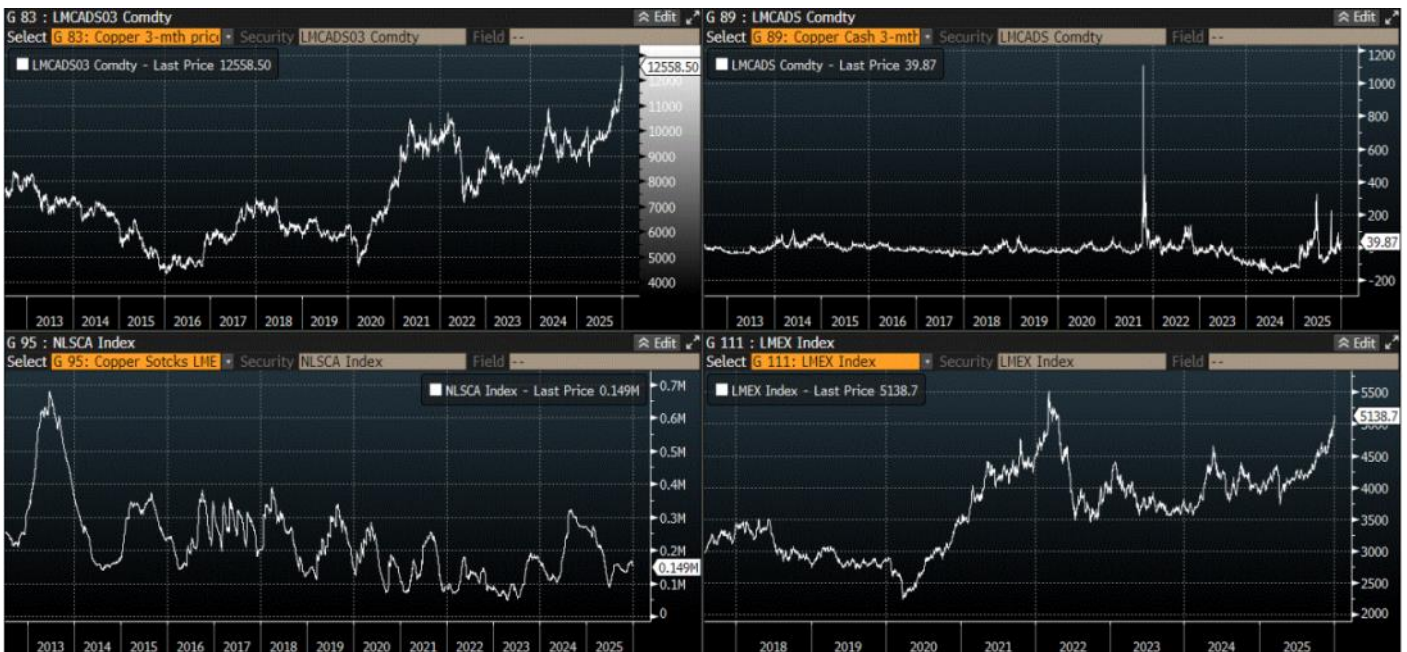 G 83 : LMCADS03 Comdty
Edit
Select G 83: Copper 3-mth price Security LMCADS03 Comdty Field --
LMCADS03 Comdty - Last Price 12558.50
12558.50
12000
11000
10000
9000
8000
7000
6000
5000
4000
2013 2014 2015 2016 2017 2018 2019 2020 2021 2022 2023 2024 2025
G 89 : LMCADS Comdty
Edit
Select G 89: Copper Cash 3-mth Security LMCADS Comdty Field --
LMCADS Comdty - Last Price 39.87
1200
1000
800
600
400
200
39.87
-200
2013 2014 2015 2016 2017 2018 2019 2020 2021 2022 2023 2024 2025
G 95 : NLSCA Index
Edit
Select G 95: Copper Sotcks LME Security NLSCA Index Field --
NLSCA Index - Last Price 0.149M
0.7M
0.6M
0.5M
0.4M
0.3M
0.2M
0.149M
0.1M
0
2013 2014 2015 2016 2017 2018 2019 2020 2021 2022 2023 2024 2025
G 111 : LMEX Index
Edit
Select G 111: LMEX Index Security LMEX Index Field --
LMEX Index - Last Price 5138.7
5500
5138.7
5000
4500
4000
3500
3000
2500
2000
2018 2019 2020 2021 2022 2023 2024 2025